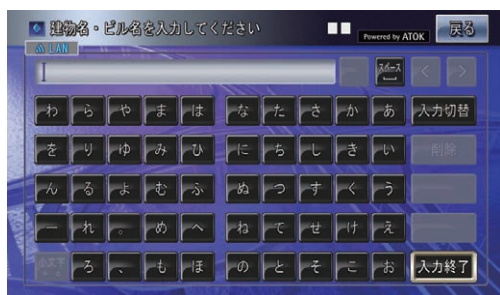 建物名・ビル名を入力してください Powered by ATOK 戻る
LAN
スペース < >
わ ら や ま は な た さ か あ 入力切替
を り ゆ み ひ に ち し き い 削除
ん る よ む ふ ぬ つ す く う
ー れ 。 め へ ね て せ け え
小文字 ろ 、 も ほ の と そ こ お 入力終了